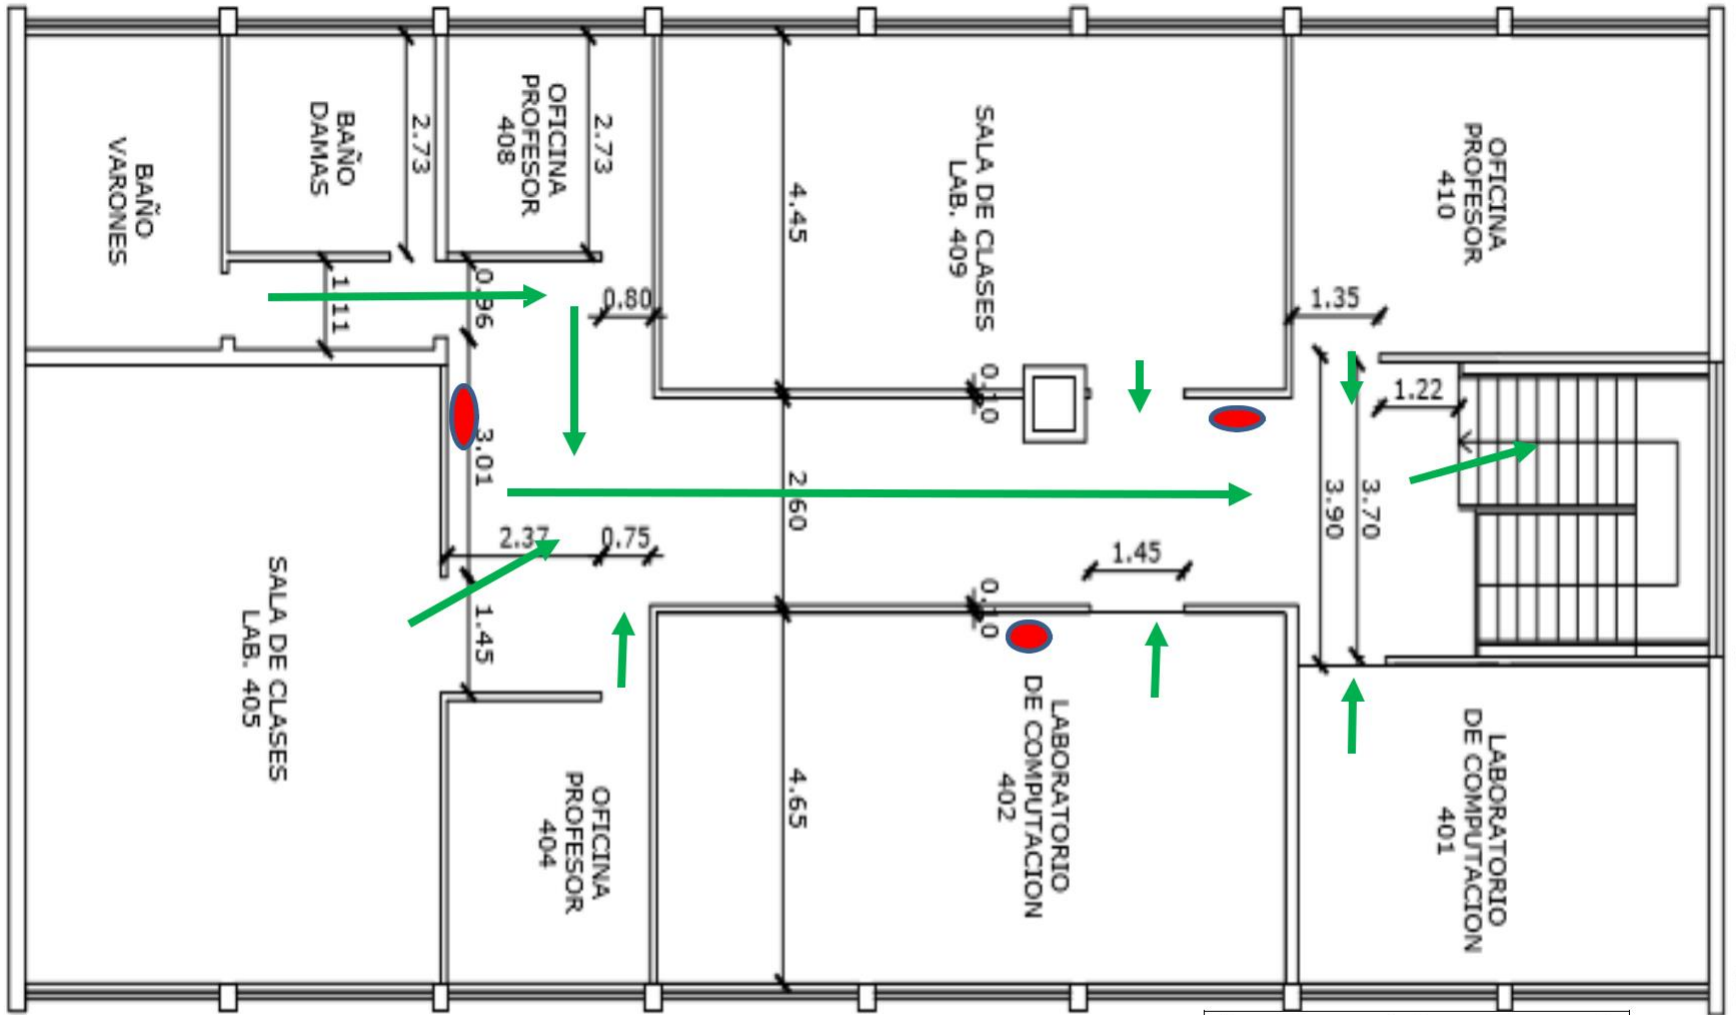 BAÑO
VARONES
BAÑO
DAMAS
2.73
OFICINA
PROFESOR
408
2.73
4.45
SALA DE CLASES
LAB. 409
OFICINA
PROFESOR
410
1.11
0.96
0.80
0.10
1.35
1.22
3.01
2.60
3.90
3.70
2.37
0.75
1.45
0.10
1.45
SALA DE CLASES
LAB. 405
OFICINA
PROFESOR
404
4.65
LABORATORIO
DE COMPUTACION
402
LABORATORIO
DE COMPUTACION
401